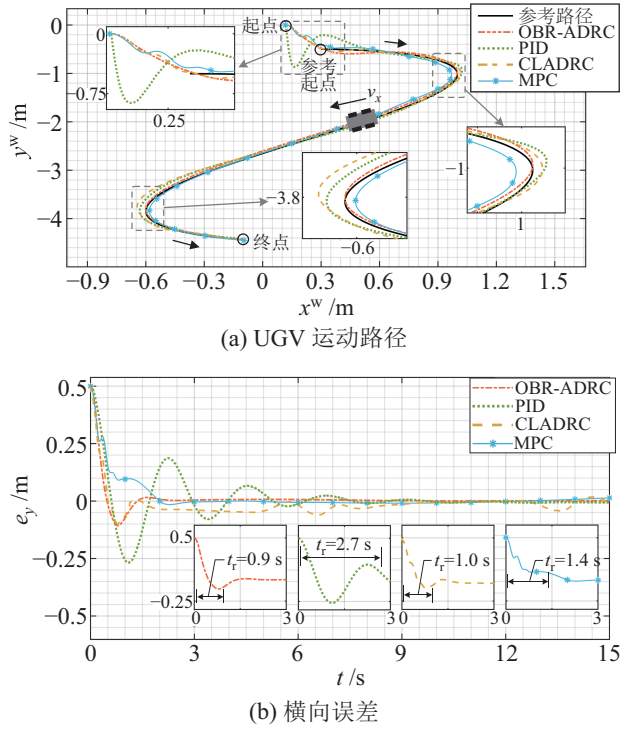 参考路径
OBR-ADRC
PID
CLADRC
MPC
起点
参考
起点
v_x
终点
0
-0.75
0.25
-3.8
-0.6
-1
1
0
-1
-2
-3
-4
y^w /m
-0.9
-0.6
-0.3
0
0.3
0.6
0.9
1.2
1.5
x^w /m
(a) UGV 运动路径
OBR-ADRC
PID
CLADRC
MPC
0.5
0.25
0
-0.25
-0.5
e_y /m
0.5
-0.25
t_r=0.9 s
t_r=2.7 s
t_r=1.0 s
t_r=1.4 s
3
3
3
3
0
3
6
9
12
15
t /s
(b) 横向误差